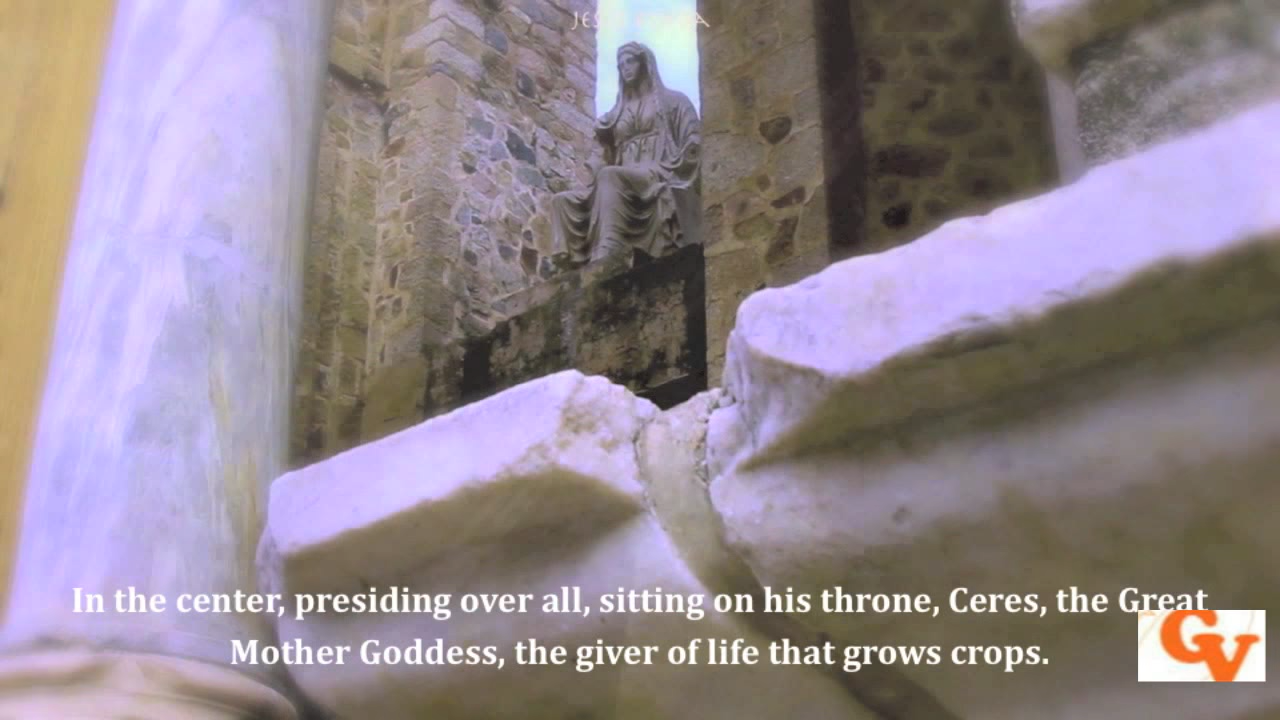 In the center, presiding over all, sitting on his throne, Ceres, the Great
Mother Goddess, the giver of life that grows crops.
GV